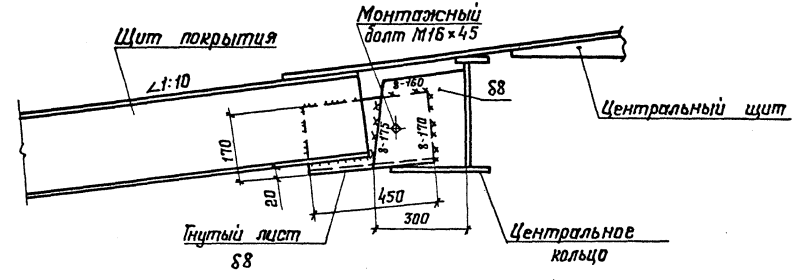 Монтажный
болт М16×45
Щит покрытия
∠1:10
8-160
δ8
Центральный щит
8-175
8-170
170
20
450
300
Гнутый лист
δ8
Центральное
кольцо